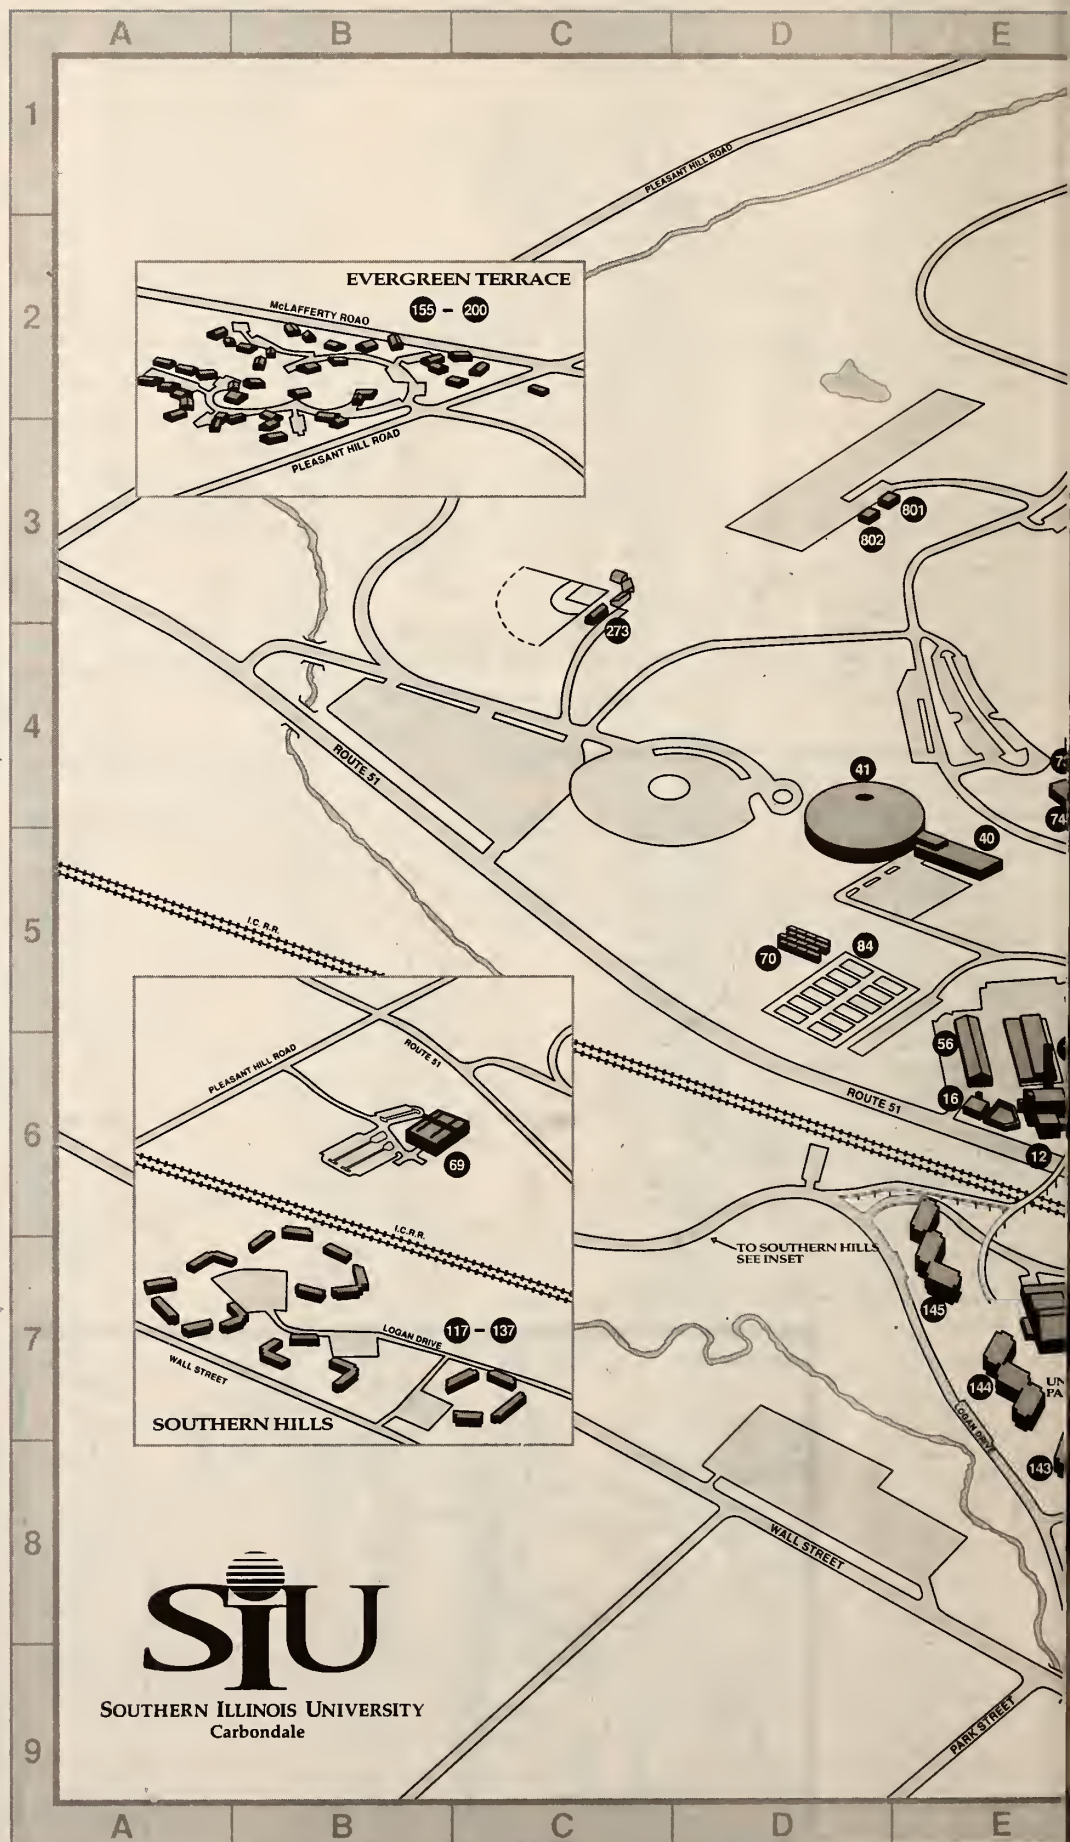 A B C D E
1
PLEASANT HILL ROAD
2
EVERGREEN TERRACE
155 - 200
McLAFFERTY ROAD
PLEASANT HILL ROAD
3
801
802
273
4
ROUTE 51
41
40
74
5
I.C.R.R.
70
84
56
16
12
ROUTE 51
6
PLEASANT HILL ROAD
ROUTE 51
69
I.C.R.R.
TO SOUTHERN HILLS
SEE INSET
145
7
117 - 137
LOGAN DRIVE
WALL STREET
SOUTHERN HILLS
144
UN
PA
LOGAN DRIVE
143
8
WALL STREET
SIU
SOUTHERN ILLINOIS UNIVERSITY
Carbondale
9
PARK STREET
A B C D E